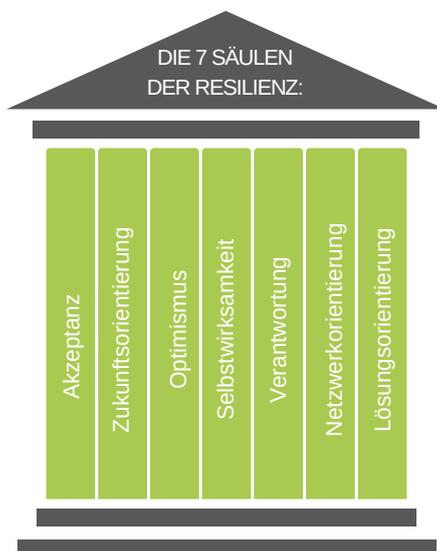 DIE 7 SÄULEN
DER RESILIENZ:
Akzeptanz
Zukunftsorientierung
Optimismus
Selbstwirksamkeit
Verantwortung
Netzwerkorientierung
Lösungsorientierung